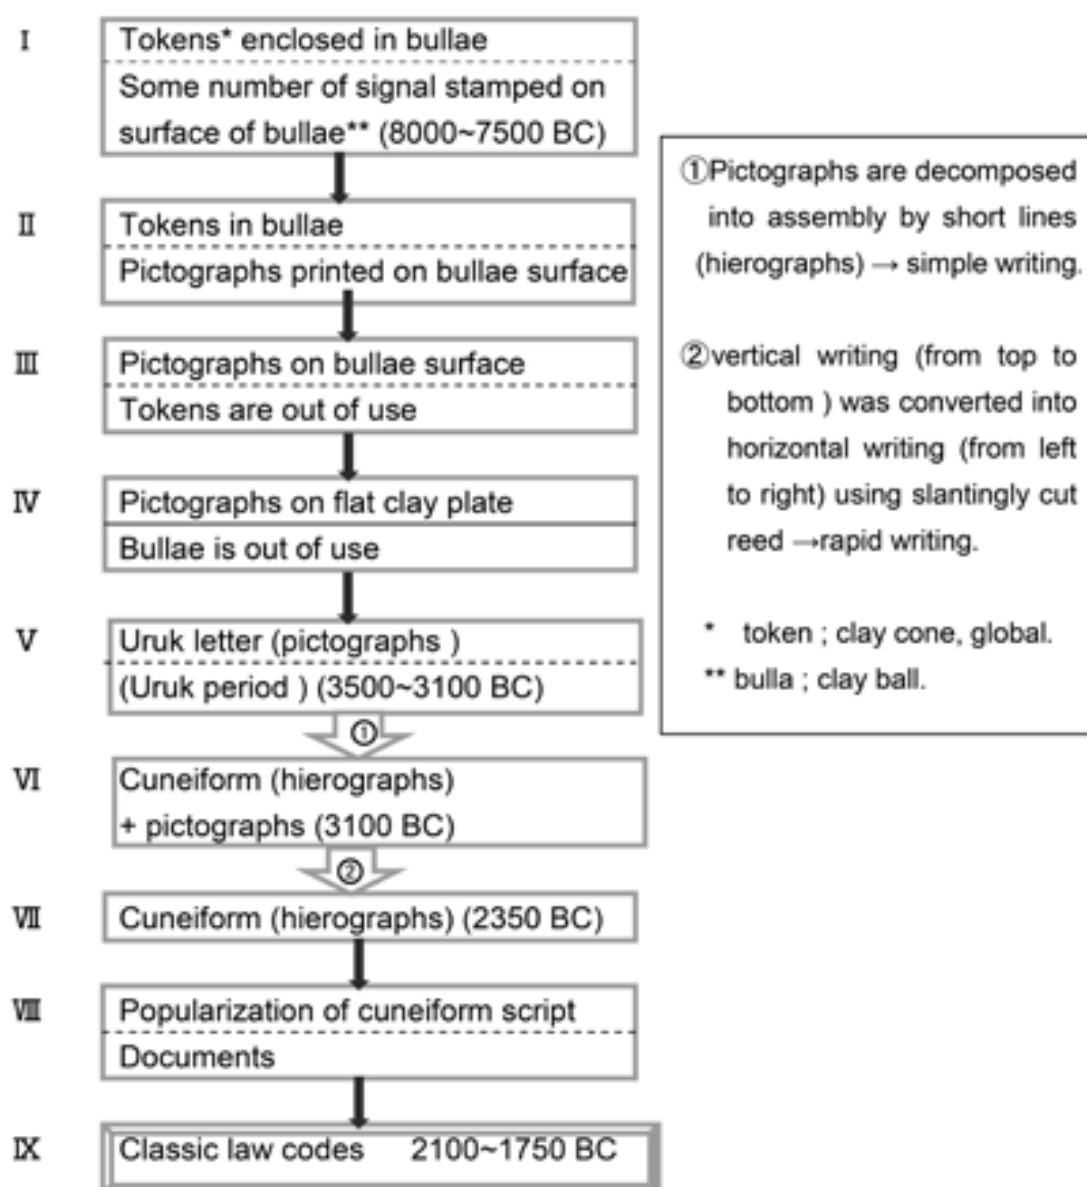 I
Tokens* enclosed in bullae
Some number of signal stamped on
surface of bullae** (8000~7500 BC)
II
Tokens in bullae
Pictographs printed on bullae surface
III
Pictographs on bullae surface
Tokens are out of use
IV
Pictographs on flat clay plate
Bullae is out of use
V
Uruk letter (pictographs )
(Uruk period ) (3500~3100 BC)
①
VI
Cuneiform (hierographs)
+ pictographs (3100 BC)
②
VII
Cuneiform (hierographs) (2350 BC)
VIII
Popularization of cuneiform script
Documents
IX
Classic law codes 2100~1750 BC
①Pictographs are decomposed
into assembly by short lines
(hierographs) → simple writing.
②vertical writing (from top to
bottom ) was converted into
horizontal writing (from left
to right) using slantingly cut
reed →rapid writing.
* token ; clay cone, global.
** bulla ; clay ball.